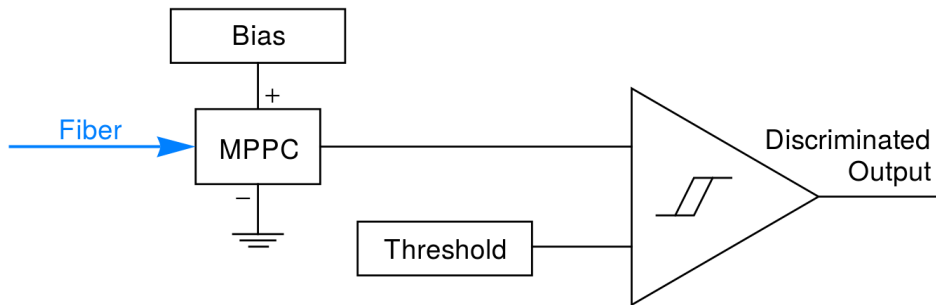 Bias
+
Fiber
MPPC
−
Threshold
Discriminated
Output